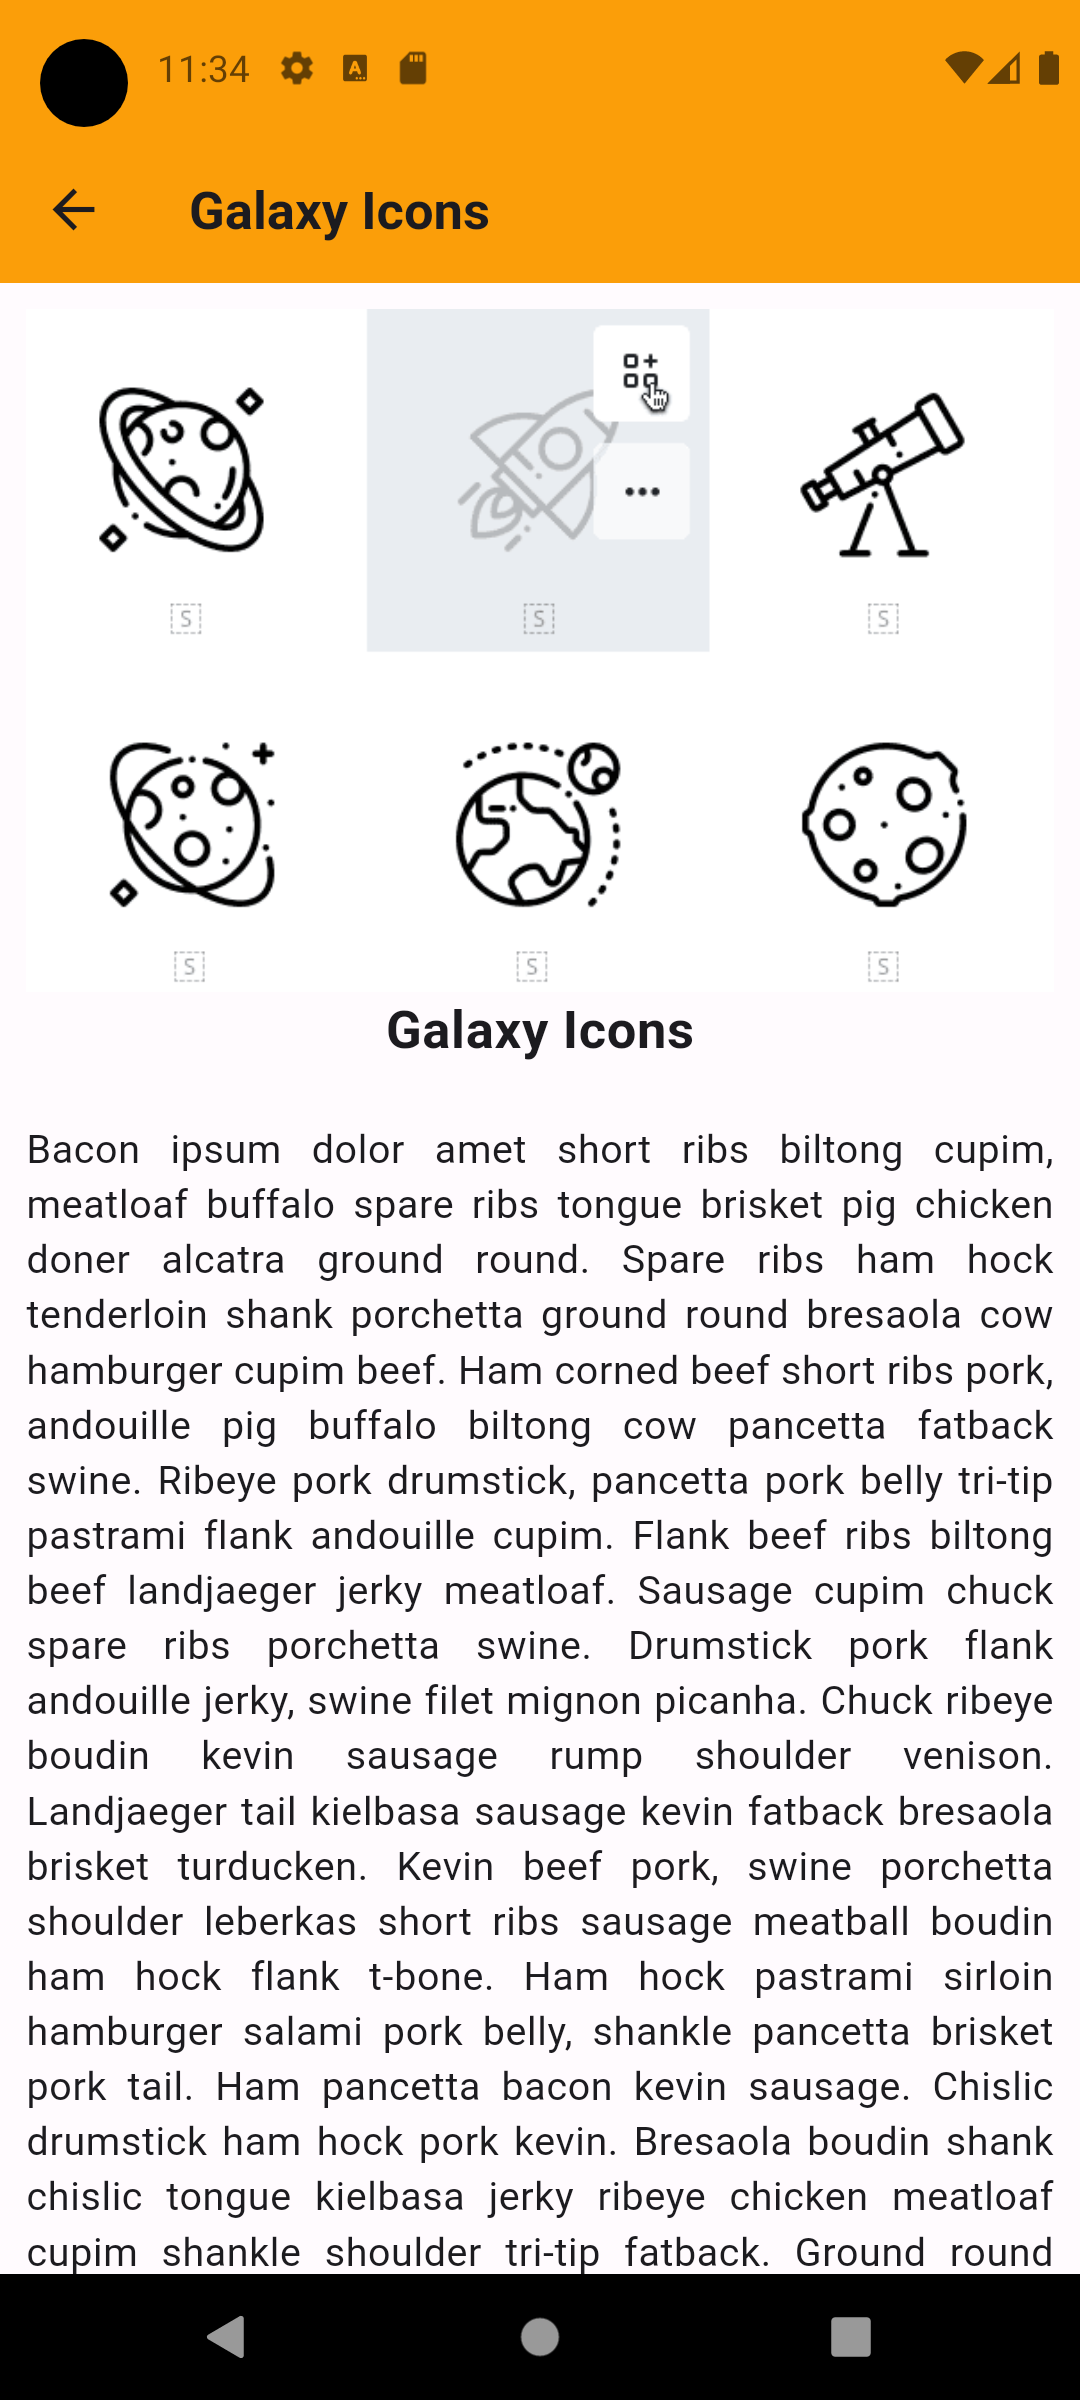 11:34
Galaxy Icons
S
S
S
S
S
S
Galaxy Icons
Bacon ipsum dolor amet short ribs biltong cupim,
meatloaf buffalo spare ribs tongue brisket pig chicken
doner alcatra ground round. Spare ribs ham hock
tenderloin shank porchetta ground round bresaola cow
hamburger cupim beef. Ham corned beef short ribs pork,
andouille pig buffalo biltong cow pancetta fatback
swine. Ribeye pork drumstick, pancetta pork belly tri-tip
pastrami flank andouille cupim. Flank beef ribs biltong
beef landjaeger jerky meatloaf. Sausage cupim chuck
spare ribs porchetta swine. Drumstick pork flank
andouille jerky, swine filet mignon picanha. Chuck ribeye
boudin kevin sausage rump shoulder venison.
Landjaeger tail kielbasa sausage kevin fatback bresaola
brisket turducken. Kevin beef pork, swine porchetta
shoulder leberkas short ribs sausage meatball boudin
ham hock flank t-bone. Ham hock pastrami sirloin
hamburger salami pork belly, shankle pancetta brisket
pork tail. Ham pancetta bacon kevin sausage. Chislic
drumstick ham hock pork kevin. Bresaola boudin shank
chislic tongue kielbasa jerky ribeye chicken meatloaf
cupim shankle shoulder tri-tip fatback. Ground round